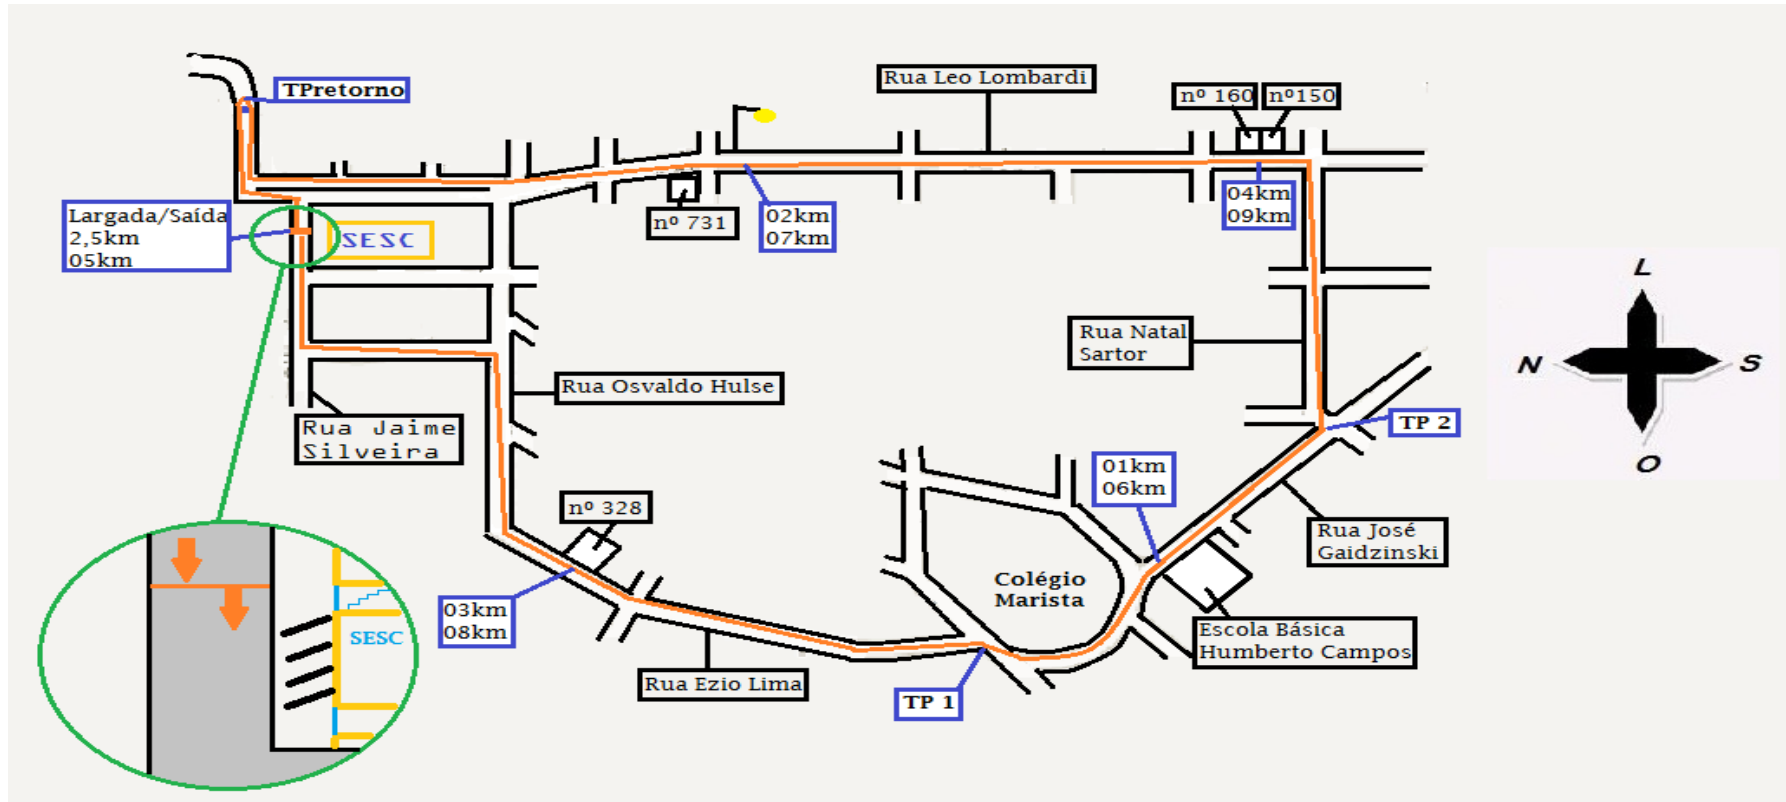 TPretorno
Rua Leo Lombardi
nº 160
nº150
Largada/Saída
2,5km
05km
SESC
nº 731
02km
07km
04km
09km
Rua Natal
Sartor
L
N
S
O
Rua Osvaldo Hulse
Rua Jaime
Silveira
TP 2
01km
06km
nº 328
Rua José
Gaidzinski
Colégio
Marista
03km
08km
Escola Básica
Humberto Campos
SESC
Rua Ezio Lima
TP 1